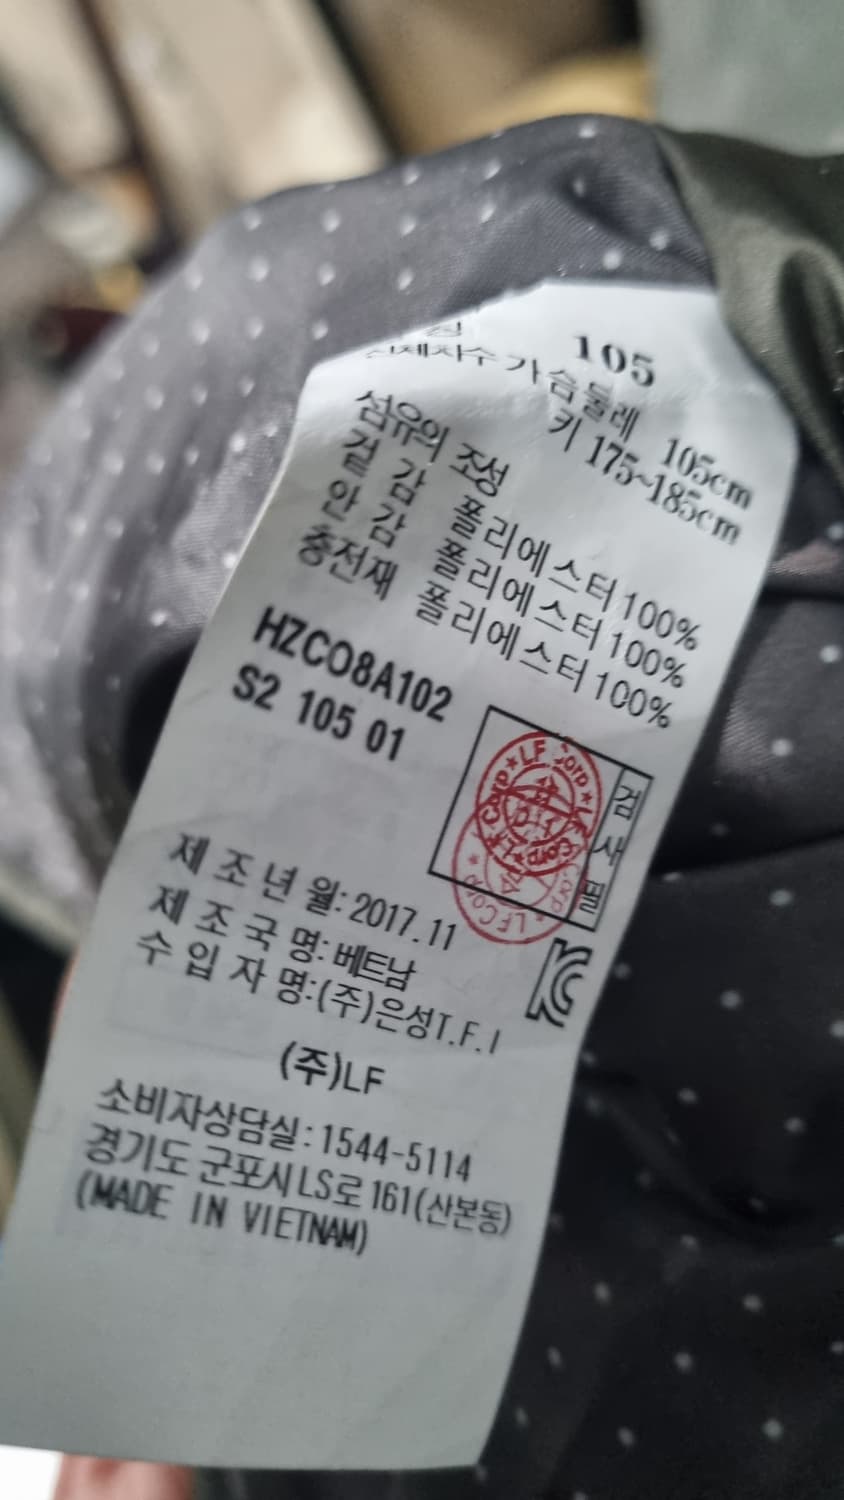 105
신체치수 가슴둘레 105cm
키 175~185cm
섬유의 조성
겉감 폴리에스터100%
안감 폴리에스터100%
충전재 폴리에스터100%
HZCO8A102
S2 105 01
LF Corp
검사필
제조년월: 2017.11
제조국명: 베트남
수입자명:(주)은성T.F.I
(주)LF
소비자상담실: 1544-5114
경기도 군포시 LS로 161(산본동)
(MADE IN VIETNAM)